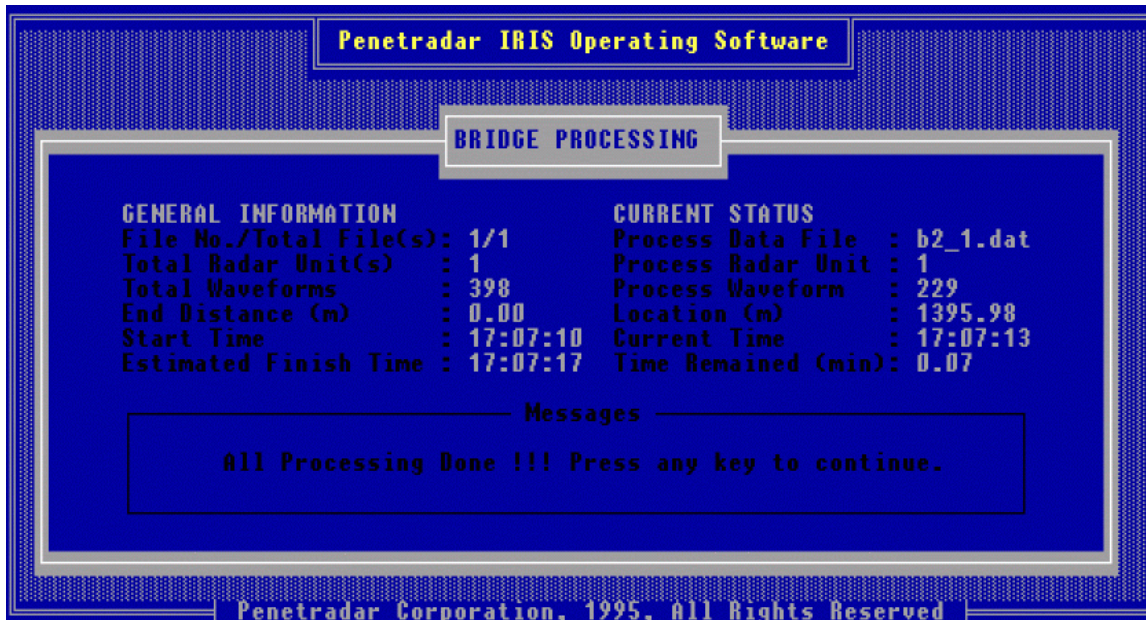 Penetradar IRIS Operating Software
BRIDGE PROCESSING
GENERAL INFORMATION
File No./Total File(s): 1/1
Total Radar Unit(s) : 1
Total Waveforms : 398
End Distance (m) : 0.00
Start Time : 17:07:10
Estimated Finish Time : 17:07:17
CURRENT STATUS
Process Data File : b2_1.dat
Process Radar Unit : 1
Process Waveform : 229
Location (m) : 1395.98
Current Time : 17:07:13
Time Remained (min): 0.07
Messages
All Processing Done !!! Press any key to continue.
Penetradar Corporation, 1995, All Rights Reserved